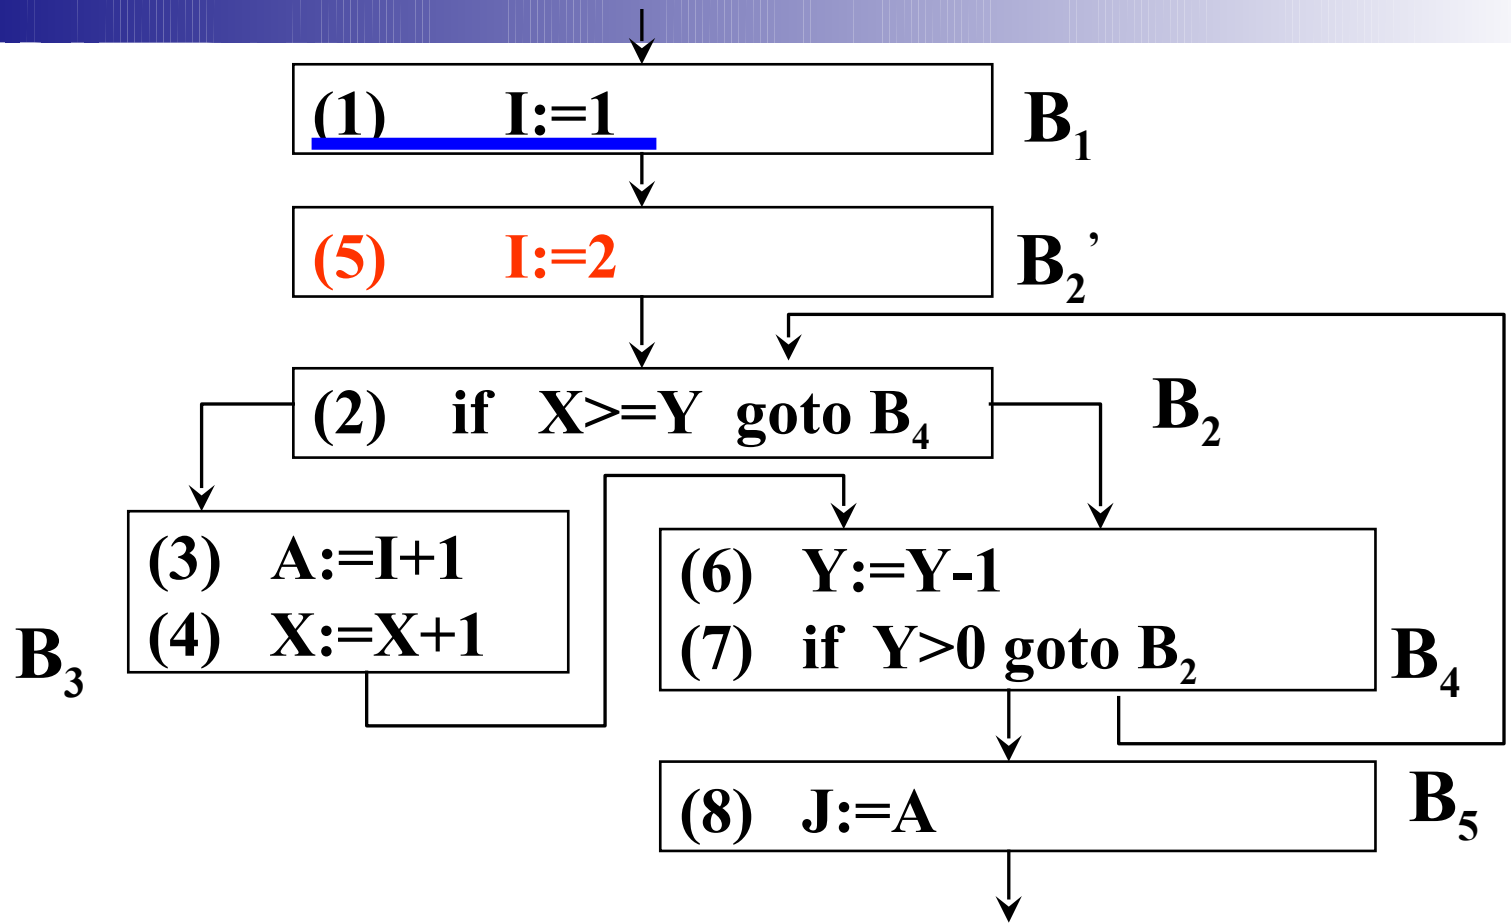 (1) I:=1 B₁
(5) I:=2 B₂’
(2) if X>=Y goto B₄ B₂
(3) A:=I+1
(4) X:=X+1
B₃
(6) Y:=Y-1
(7) if Y>0 goto B₂
B₄
(8) J:=A B₅